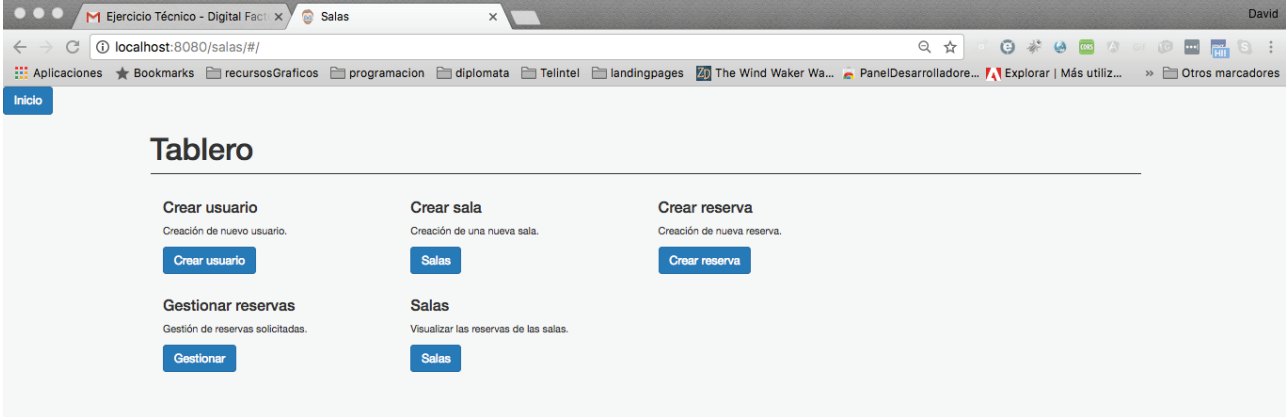 Ejercicio Técnico - Digital Fact
Salas
David
localhost:8080/salas/#/
Aplicaciones Bookmarks recursosGraficos programacion diplomata Telintel landingpages The Wind Waker Wa... PanelDesarrolladore... Explorar | Más utiliz... » Otros marcadores
Inicio
Tablero
Crear usuario Crear sala Crear reserva
Creación de nuevo usuario. Creación de una nueva sala. Creación de nueva reserva.
Crear usuario Salas Crear reserva
Gestionar reservas Salas
Gestión de reservas solicitadas. Visualizar las reservas de las salas.
Gestionar Salas